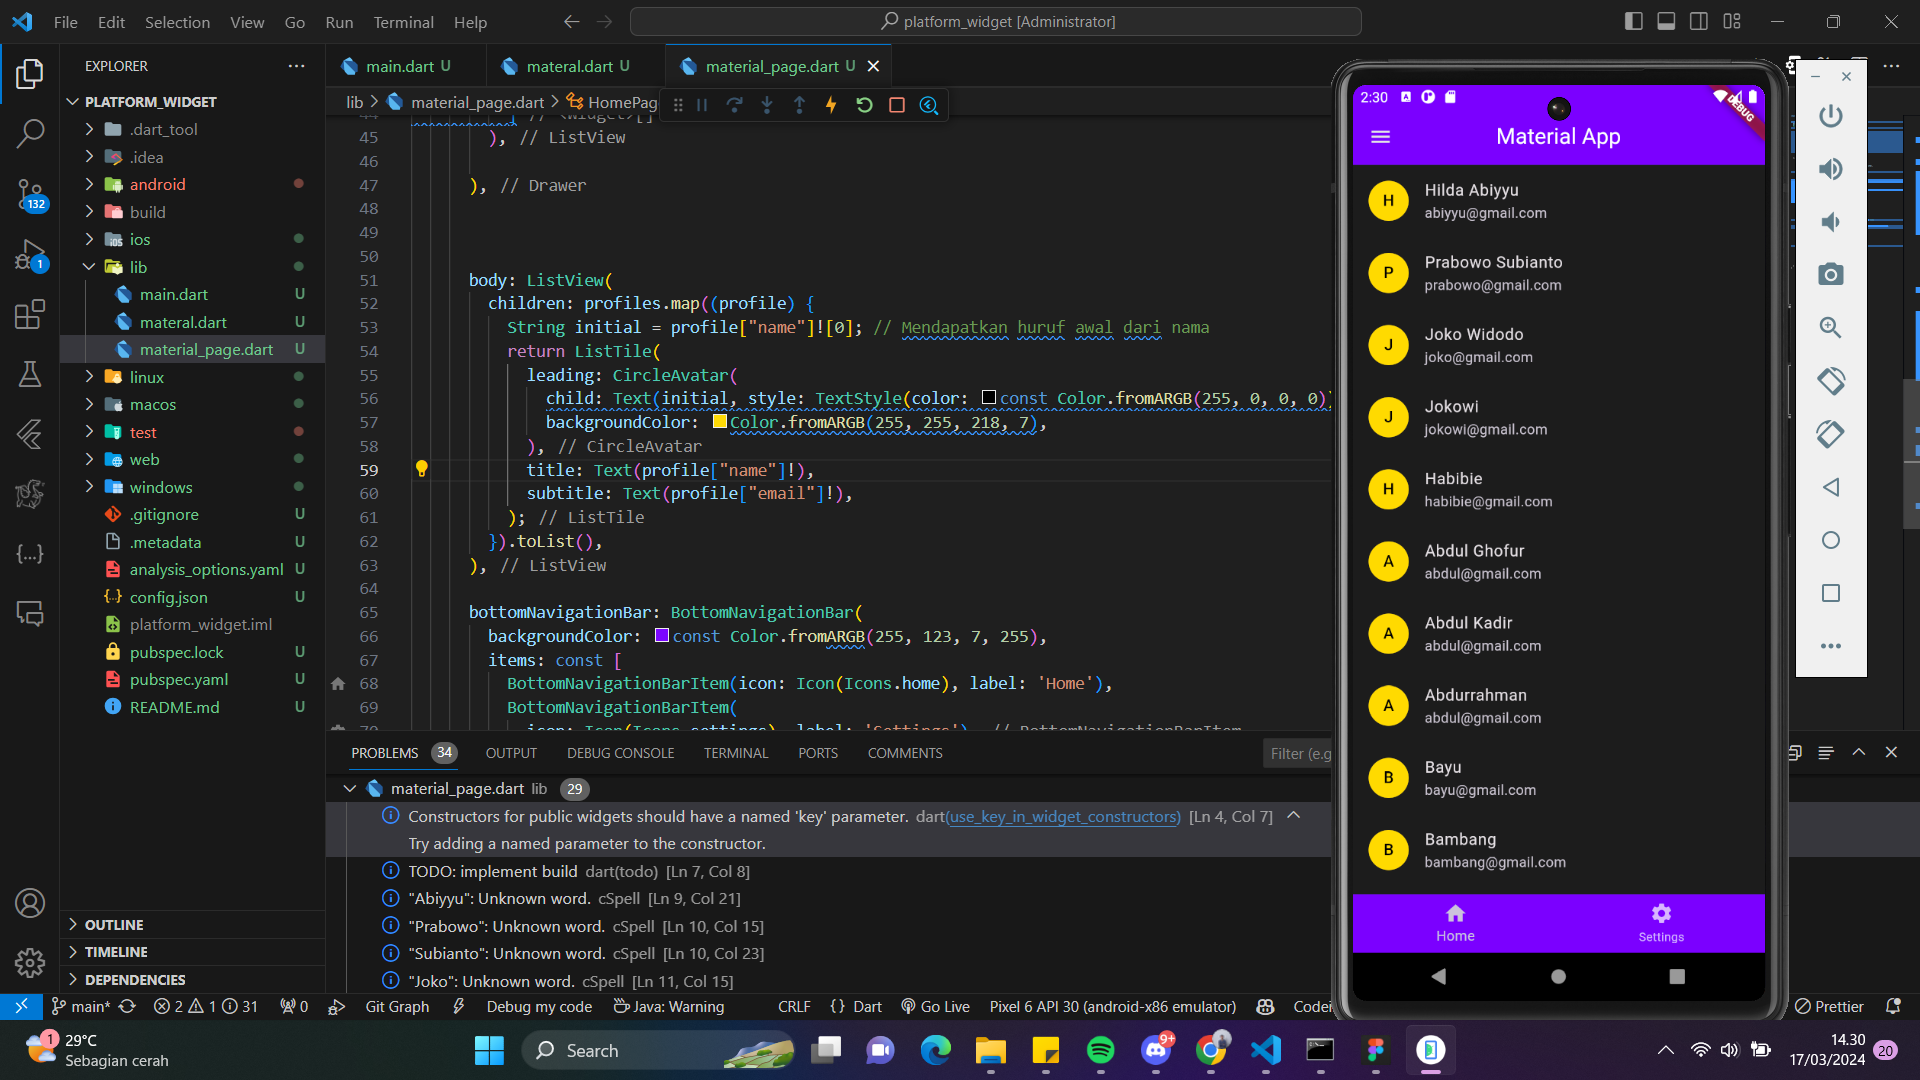 File Edit Selection View Go Run Terminal Help
platform_widget [Administrator]
EXPLORER
PLATFORM_WIDGET
.dart_tool
.idea
android
build
ios
lib
main.dart U
materal.dart U
material_page.dart U
linux
macos
test
web
windows
.gitignore U
.metadata U
analysis_options.yaml U
config.json U
platform_widget.iml
pubspec.lock U
pubspec.yaml U
README.md U
OUTLINE
TIMELINE
DEPENDENCIES
132
1
main.dart U
materal.dart U
material_page.dart U
lib > material_page.dart > HomePag
44 ] // <Widget>[]
45 ), // ListView
46
47 ), // Drawer
48
49
50
51 body: ListView(
52 children: profiles.map((profile) {
53 String initial = profile["name"]![0]; // Mendapatkan huruf awal dari nama
54 return ListTile(
55 leading: CircleAvatar(
56 child: Text(initial, style: TextStyle(color: const Color.fromARGB(255, 0, 0, 0))
57 backgroundColor: Color.fromARGB(255, 255, 218, 7),
58 ), // CircleAvatar
59 title: Text(profile["name"]!),
60 subtitle: Text(profile["email"]!),
61 ); // ListTile
62 }).toList(),
63 ), // ListView
64
65 bottomNavigationBar: BottomNavigationBar(
66 backgroundColor: const Color.fromARGB(255, 123, 7, 255),
67 items: const [
68 BottomNavigationBarItem(icon: Icon(Icons.home), label: 'Home'),
69 BottomNavigationBarItem(
70 icon: Icon(Icons.settings), label: 'Settings'), // BottomNavigationBarItem
PROBLEMS 34 OUTPUT DEBUG CONSOLE TERMINAL PORTS COMMENTS
Filter (e.g
material_page.dart lib 29
Constructors for public widgets should have a named 'key' parameter. dart(use_key_in_widget_constructors) [Ln 4, Col 7]
Try adding a named parameter to the constructor.
TODO: implement build dart(todo) [Ln 7, Col 8]
"Abiyyu": Unknown word. cSpell [Ln 9, Col 21]
"Prabowo": Unknown word. cSpell [Ln 10, Col 15]
"Subianto": Unknown word. cSpell [Ln 10, Col 23]
"Joko": Unknown word. cSpell [Ln 11, Col 15]
2:30
DEBUG
Material App
H
Hilda Abiyyu
abiyyu@gmail.com
P
Prabowo Subianto
prabowo@gmail.com
J
Joko Widodo
joko@gmail.com
J
Jokowi
jokowi@gmail.com
H
Habibie
habibie@gmail.com
A
Abdul Ghofur
abdul@gmail.com
A
Abdul Kadir
abdul@gmail.com
A
Abdurrahman
abdul@gmail.com
B
Bayu
bayu@gmail.com
B
Bambang
bambang@gmail.com
Home Settings
main* 2 1 31 0 Git Graph Debug my code Java: Warning CRLF {} Dart Go Live Pixel 6 API 30 (android-x86 emulator) Codei Prettier
1
29°C
Sebagian cerah
Search
9+
14.30
17/03/2024
20